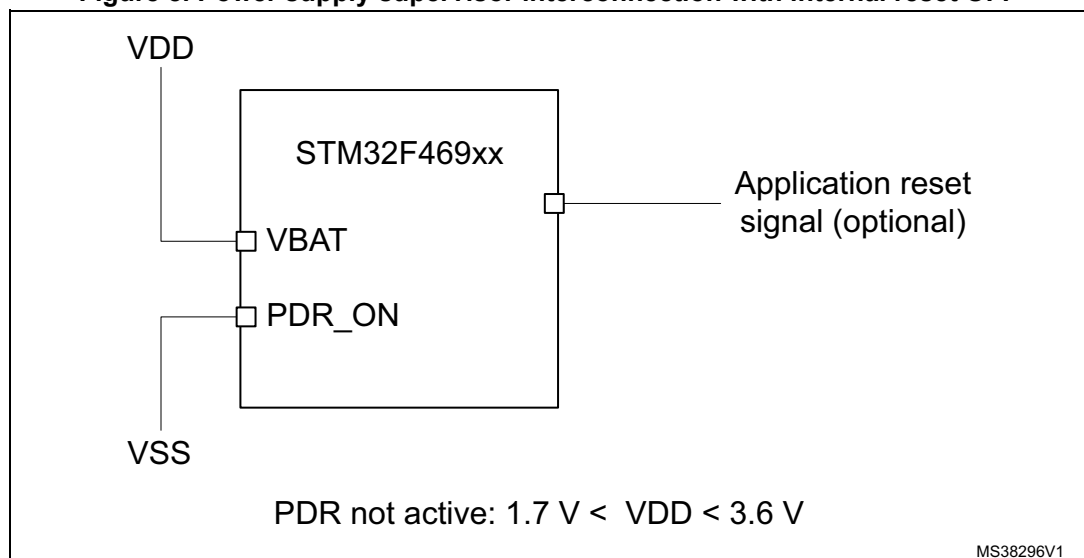 VDD
STM32F469xx
Application reset
signal (optional)
VBAT
PDR_ON
VSS
PDR not active: 1.7 V < VDD < 3.6 V
MS38296V1